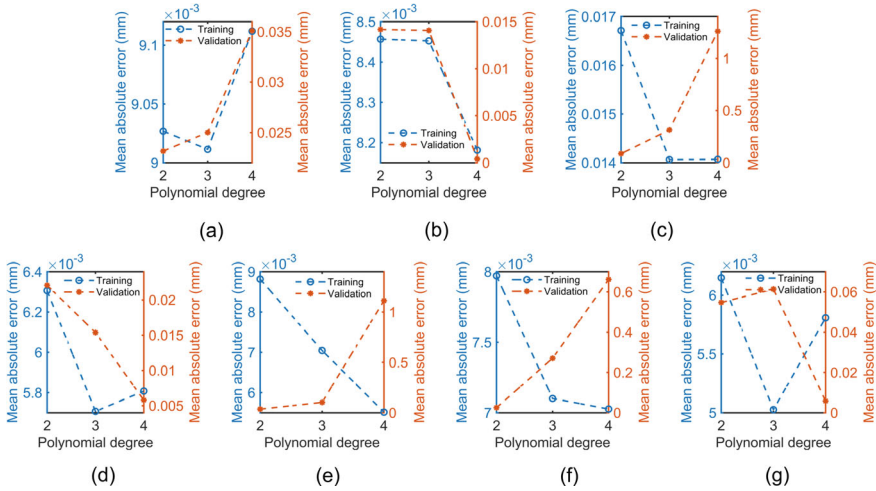 ×10⁻³
9.1
9.05
9
Mean absolute error (mm)
Training
Validation
0.035
0.03
0.025
Mean absolute error (mm)
2 3 4
Polynomial degree
(a)
×10⁻³
8.5
8.4
8.3
8.2
Mean absolute error (mm)
Training
Validation
0.015
0.01
0.005
0
Mean absolute error (mm)
2 3 4
Polynomial degree
(b)
0.017
0.016
0.015
0.014
Mean absolute error (mm)
Training
Validation
1
0.5
0
Mean absolute error (mm)
2 3 4
Polynomial degree
(c)
×10⁻³
6.4
6.2
6
5.8
Mean absolute error (mm)
Training
Validation
0.02
0.015
0.01
0.005
Mean absolute error (mm)
2 3 4
Polynomial degree
(d)
×10⁻³
9
8
7
6
Mean absolute error (mm)
Training
Validation
1
0.5
0
Mean absolute error (mm)
2 3 4
Polynomial degree
(e)
×10⁻³
8
7.5
7
Mean absolute error (mm)
Training
Validation
0.6
0.4
0.2
0
Mean absolute error (mm)
2 3 4
Polynomial degree
(f)
×10⁻³
6
5.5
5
Mean absolute error (mm)
Training
Validation
0.06
0.04
0.02
0
Mean absolute error (mm)
2 3 4
Polynomial degree
(g)